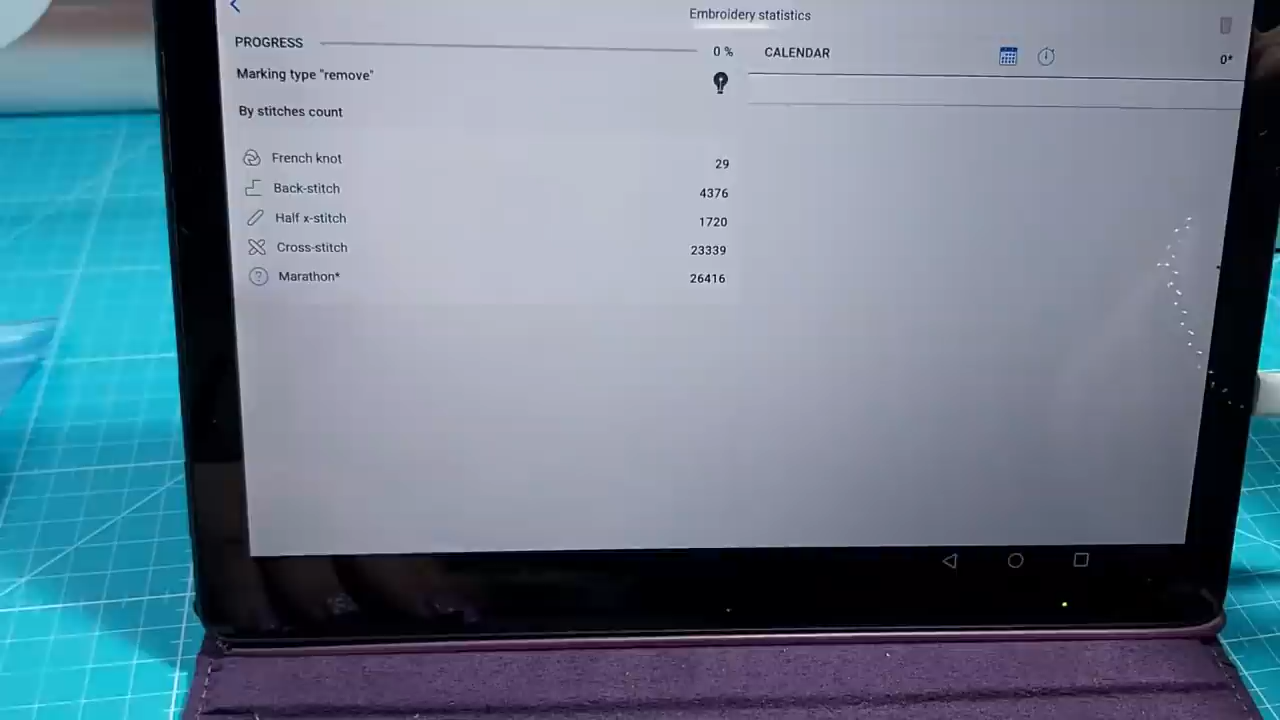 Embroidery statistics
PROGRESS 0 %
Marking type "remove"
By stitches count
French knot 29
Back-stitch 4376
Half x-stitch 1720
Cross-stitch 23339
Marathon* 26416
CALENDAR 0*